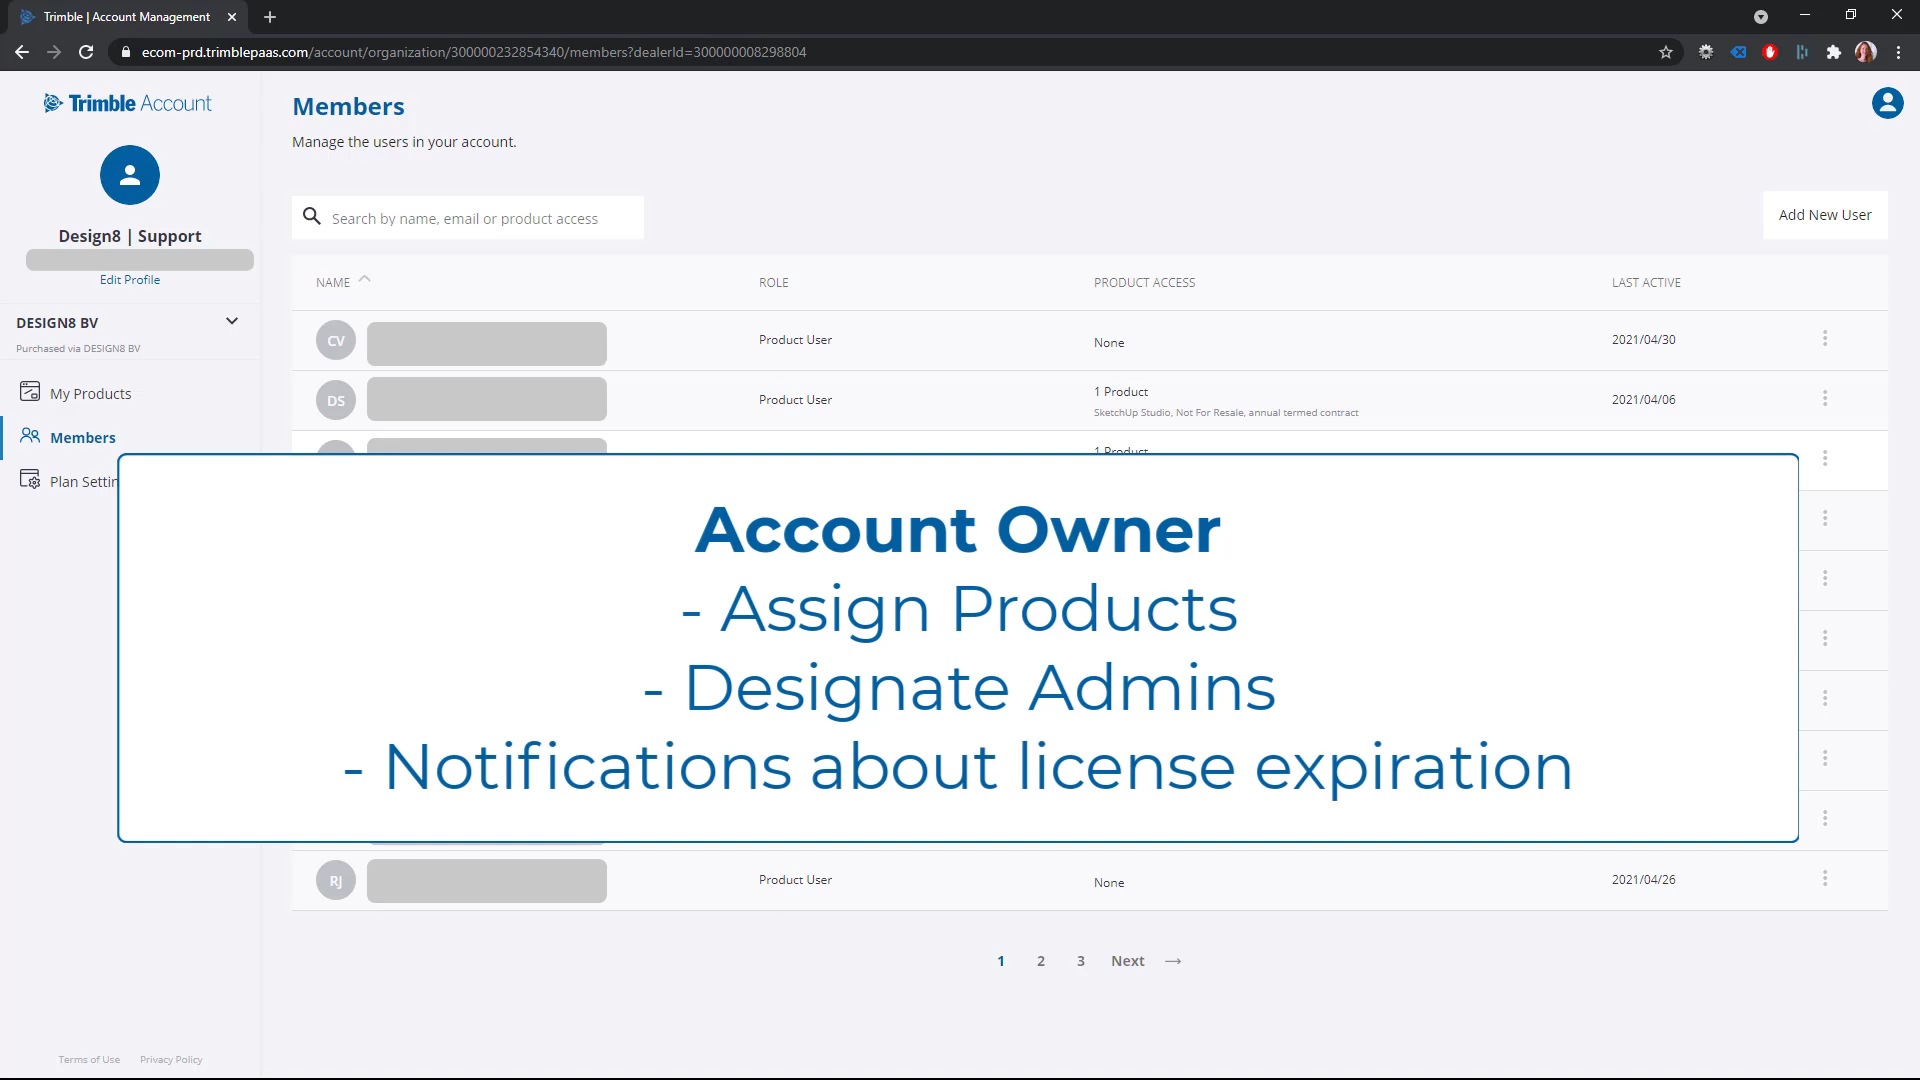 Trimble | Account Management
ecom-prd.trimblepaas.com/account/organization/300000232854340/members?dealerId=300000008298804
Trimble Account
Design8 | Support
Edit Profile
DESIGN8 BV
Purchased via DESIGN8 BV
My Products
Members
Plan Settin
Terms of Use Privacy Policy
Members
Manage the users in your account.
Search by name, email or product access
Add New User
NAME ROLE PRODUCT ACCESS LAST ACTIVE
CV Product User None 2021/04/30
DS Product User 1 Product 2021/04/06
SketchUp Studio, Not For Resale, annual termed contract
1 Product
Account Owner
- Assign Products
- Designate Admins
- Notifications about license expiration
RJ Product User None 2021/04/26
1 2 3 Next →